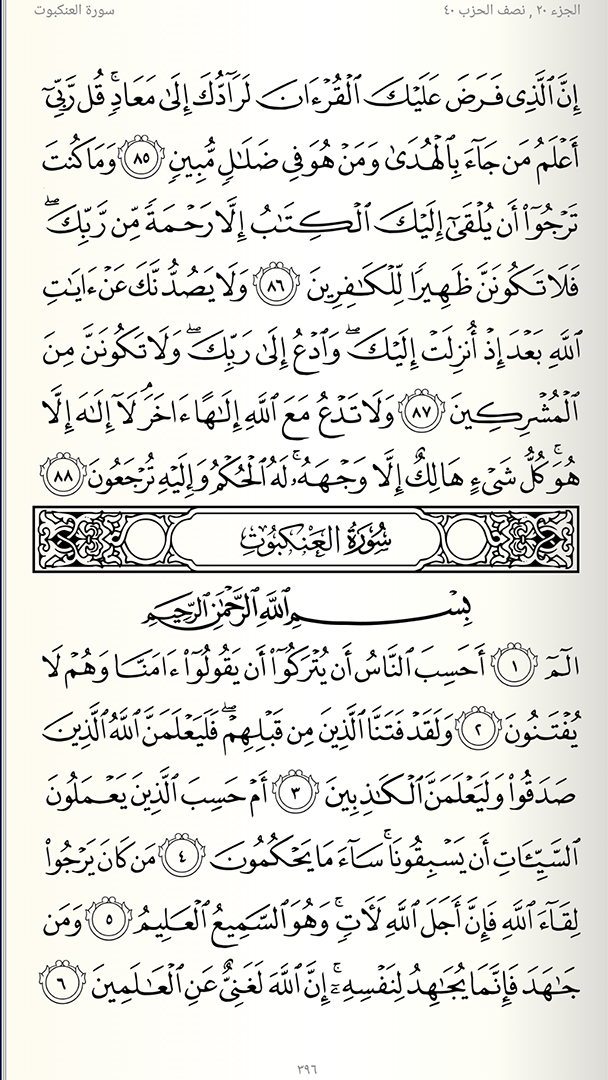 الجزء ٢٠ , نصف الحزب ٤٠ سورة العنكبوت
إِنَّ ٱلَّذِى فَرَضَ عَلَيْكَ ٱلْقُرْءَانَ لَرَآدُّكَ إِلَىٰ مَعَادٍ ۚ قُل رَّبِّىٓ
أَعْلَمُ مَن جَآءَ بِٱلْهُدَىٰ وَمَنْ هُوَ فِى ضَلَٰلٍ مُّبِينٍ ٨٥ وَمَا كُنتَ
تَرْجُوٓا۟ أَن يُلْقَىٰٓ إِلَيْكَ ٱلْكِتَٰبُ إِلَّا رَحْمَةً مِّن رَّبِّكَ ۖ
فَلَا تَكُونَنَّ ظَهِيرًا لِّلْكَٰفِرِينَ ٨٦ وَلَا يَصُدُّنَّكَ عَنْ ءَايَٰتِ
ٱللَّهِ بَعْدَ إِذْ أُنزِلَتْ إِلَيْكَ ۖ وَٱدْعُ إِلَىٰ رَبِّكَ ۖ وَلَا تَكُونَنَّ مِنَ
ٱلْمُشْرِكِينَ ٨٧ وَلَا تَدْعُ مَعَ ٱللَّهِ إِلَٰهًا ءَاخَرَ ۘ لَآ إِلَٰهَ إِلَّا
هُوَ ۚ كُلُّ شَىْءٍ هَالِكٌ إِلَّا وَجْهَهُۥ ۚ لَهُ ٱلْحُكْمُ وَإِلَيْهِ تُرْجَعُونَ ٨٨
سُورَةُ العَنكَبُوتِ
بِسْمِ ٱللَّهِ ٱلرَّحْمَٰنِ ٱلرَّحِيمِ
الٓمٓ ١ أَحَسِبَ ٱلنَّاسُ أَن يُتْرَكُوٓا۟ أَن يَقُولُوٓا۟ ءَامَنَّا وَهُمْ لَا
يُفْتَنُونَ ٢ وَلَقَدْ فَتَنَّا ٱلَّذِينَ مِن قَبْلِهِمْ ۖ فَلَيَعْلَمَنَّ ٱللَّهُ ٱلَّذِينَ
صَدَقُوا۟ وَلَيَعْلَمَنَّ ٱلْكَٰذِبِينَ ٣ أَمْ حَسِبَ ٱلَّذِينَ يَعْمَلُونَ
ٱلسَّيِّـَٔاتِ أَن يَسْبِقُونَا ۚ سَآءَ مَا يَحْكُمُونَ ٤ مَن كَانَ يَرْجُوا۟
لِقَآءَ ٱللَّهِ فَإِنَّ أَجَلَ ٱللَّهِ لَـَٔاتٍ ۚ وَهُوَ ٱلسَّمِيعُ ٱلْعَلِيمُ ٥ وَمَن
جَٰهَدَ فَإِنَّمَا يُجَٰهِدُ لِنَفْسِهِۦٓ ۚ إِنَّ ٱللَّهَ لَغَنِىٌّ عَنِ ٱلْعَٰلَمِينَ ٦
٣٩٦